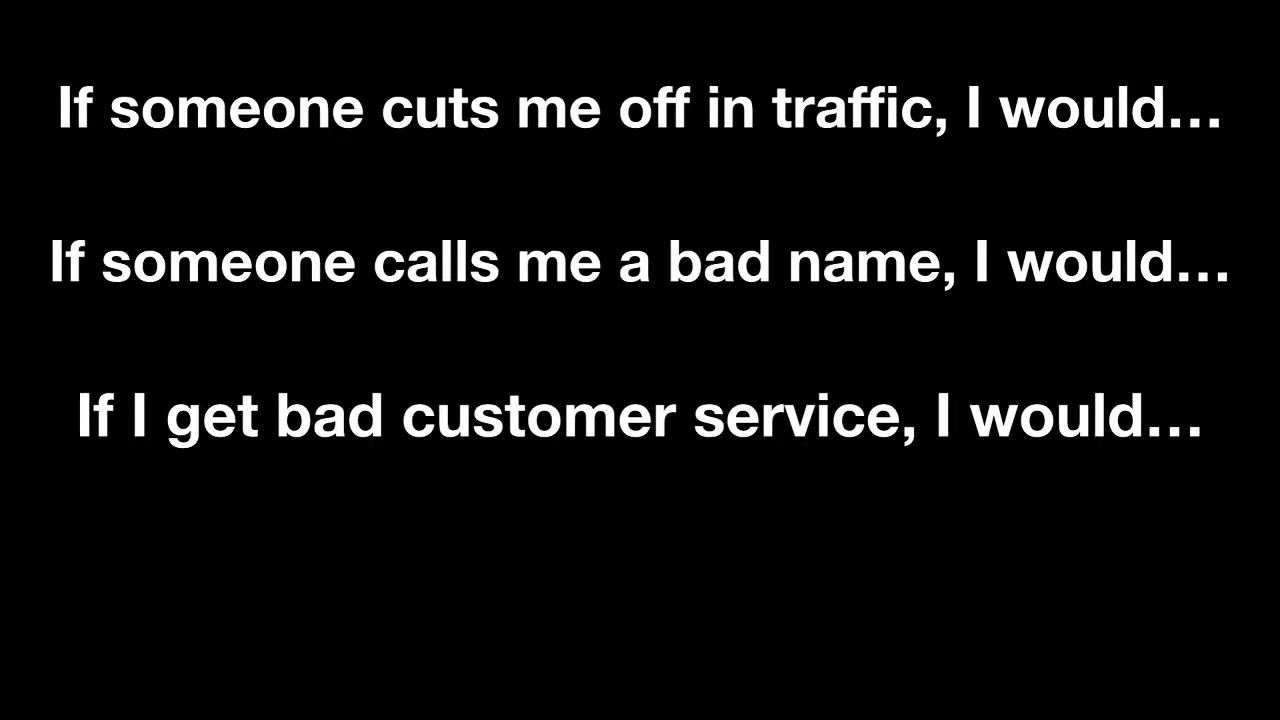 If someone cuts me off in traffic, I would…
If someone calls me a bad name, I would…
If I get bad customer service, I would…